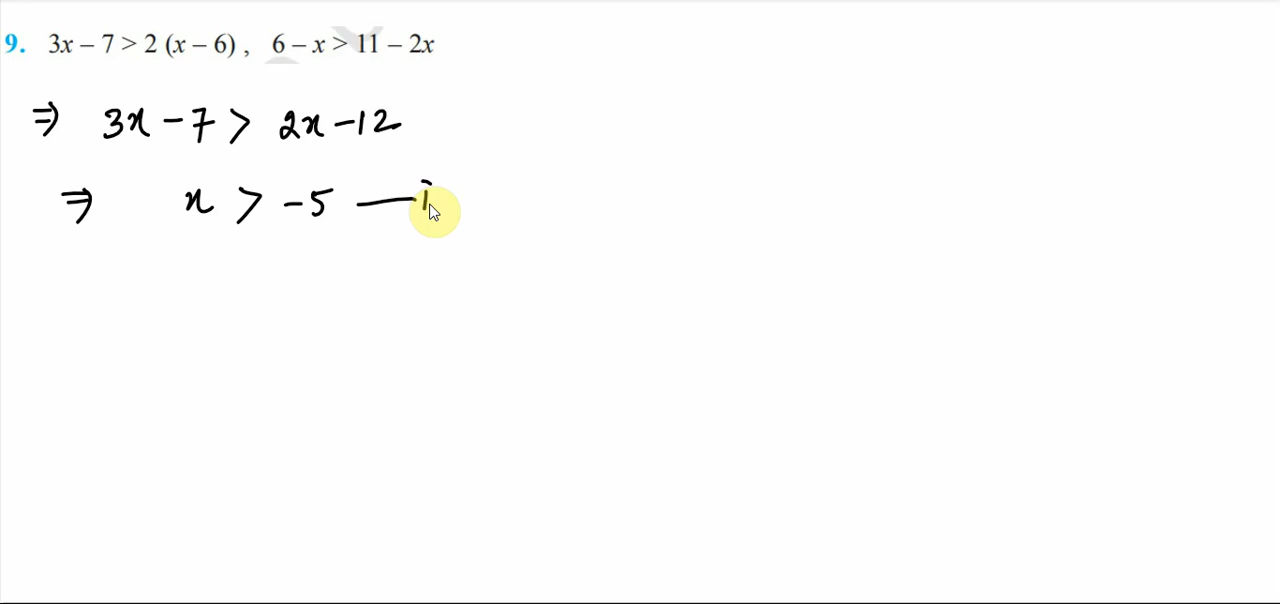 9. 3x – 7 > 2 (x – 6) , 6 – x > 11 – 2x
⇒ 3x - 7 > 2x - 12
⇒ x > -5 — i